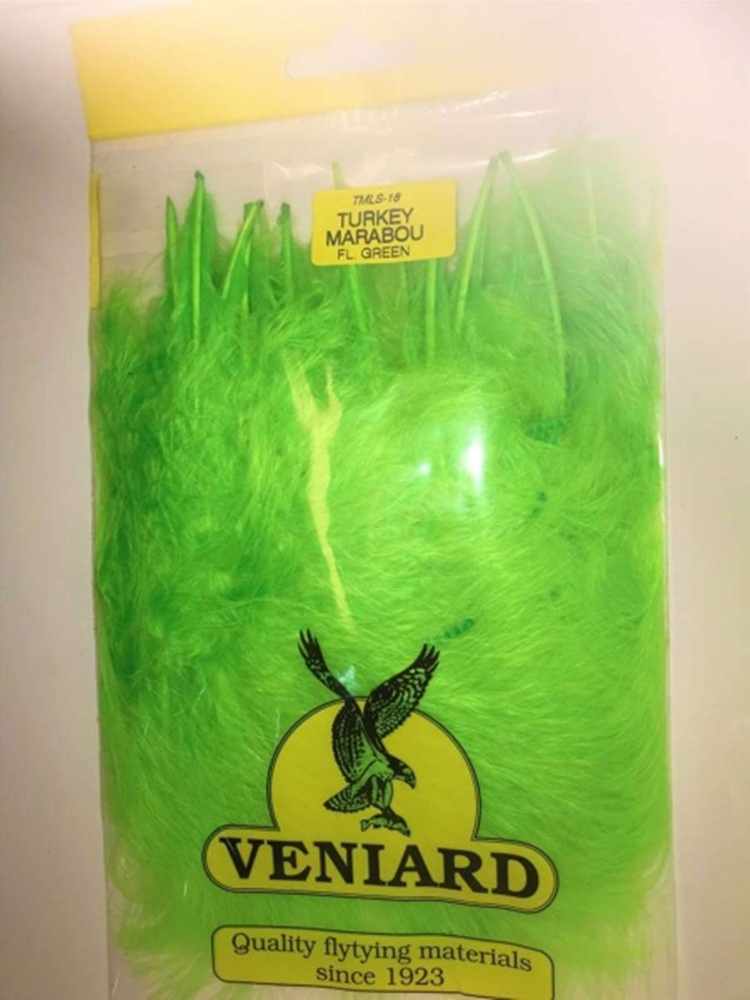 TMLS-18
TURKEY
MARABOU
FL. GREEN
VENIARD
Quality flytying materials
since 1923